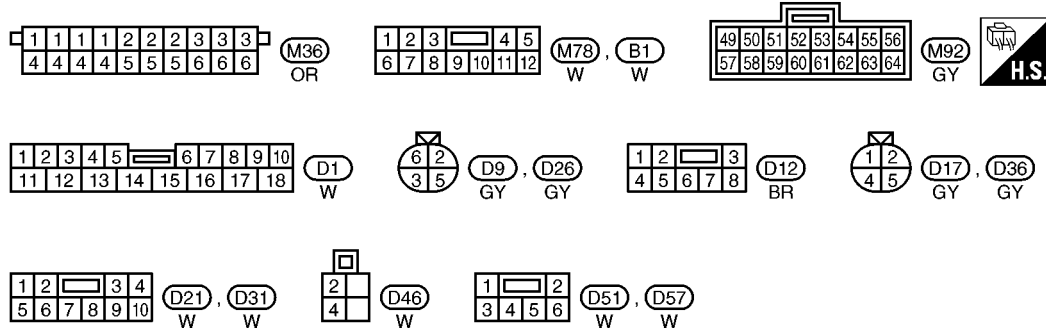 1 1 1 1 2 2 2 3 3 3
4 4 4 4 5 5 5 6 6 6
M36
OR
1 2 3 4 5
6 7 8 9 10 11 12
M78 , B1
W W
49 50 51 52 53 54 55 56
57 58 59 60 61 62 63 64
M92
GY
H.S.
1 2 3 4 5 6 7 8 9 10
11 12 13 14 15 16 17 18
D1
W
6 2
3 5
D9 , D26
GY GY
1 2 3
4 5 6 7 8
D12
BR
1 2
4 5
D17 , D36
GY GY
1 2 3 4
5 6 7 8 9 10
D21 , D31
W W
2
4
D46
W
1 2
3 4 5 6
D51 , D57
W W